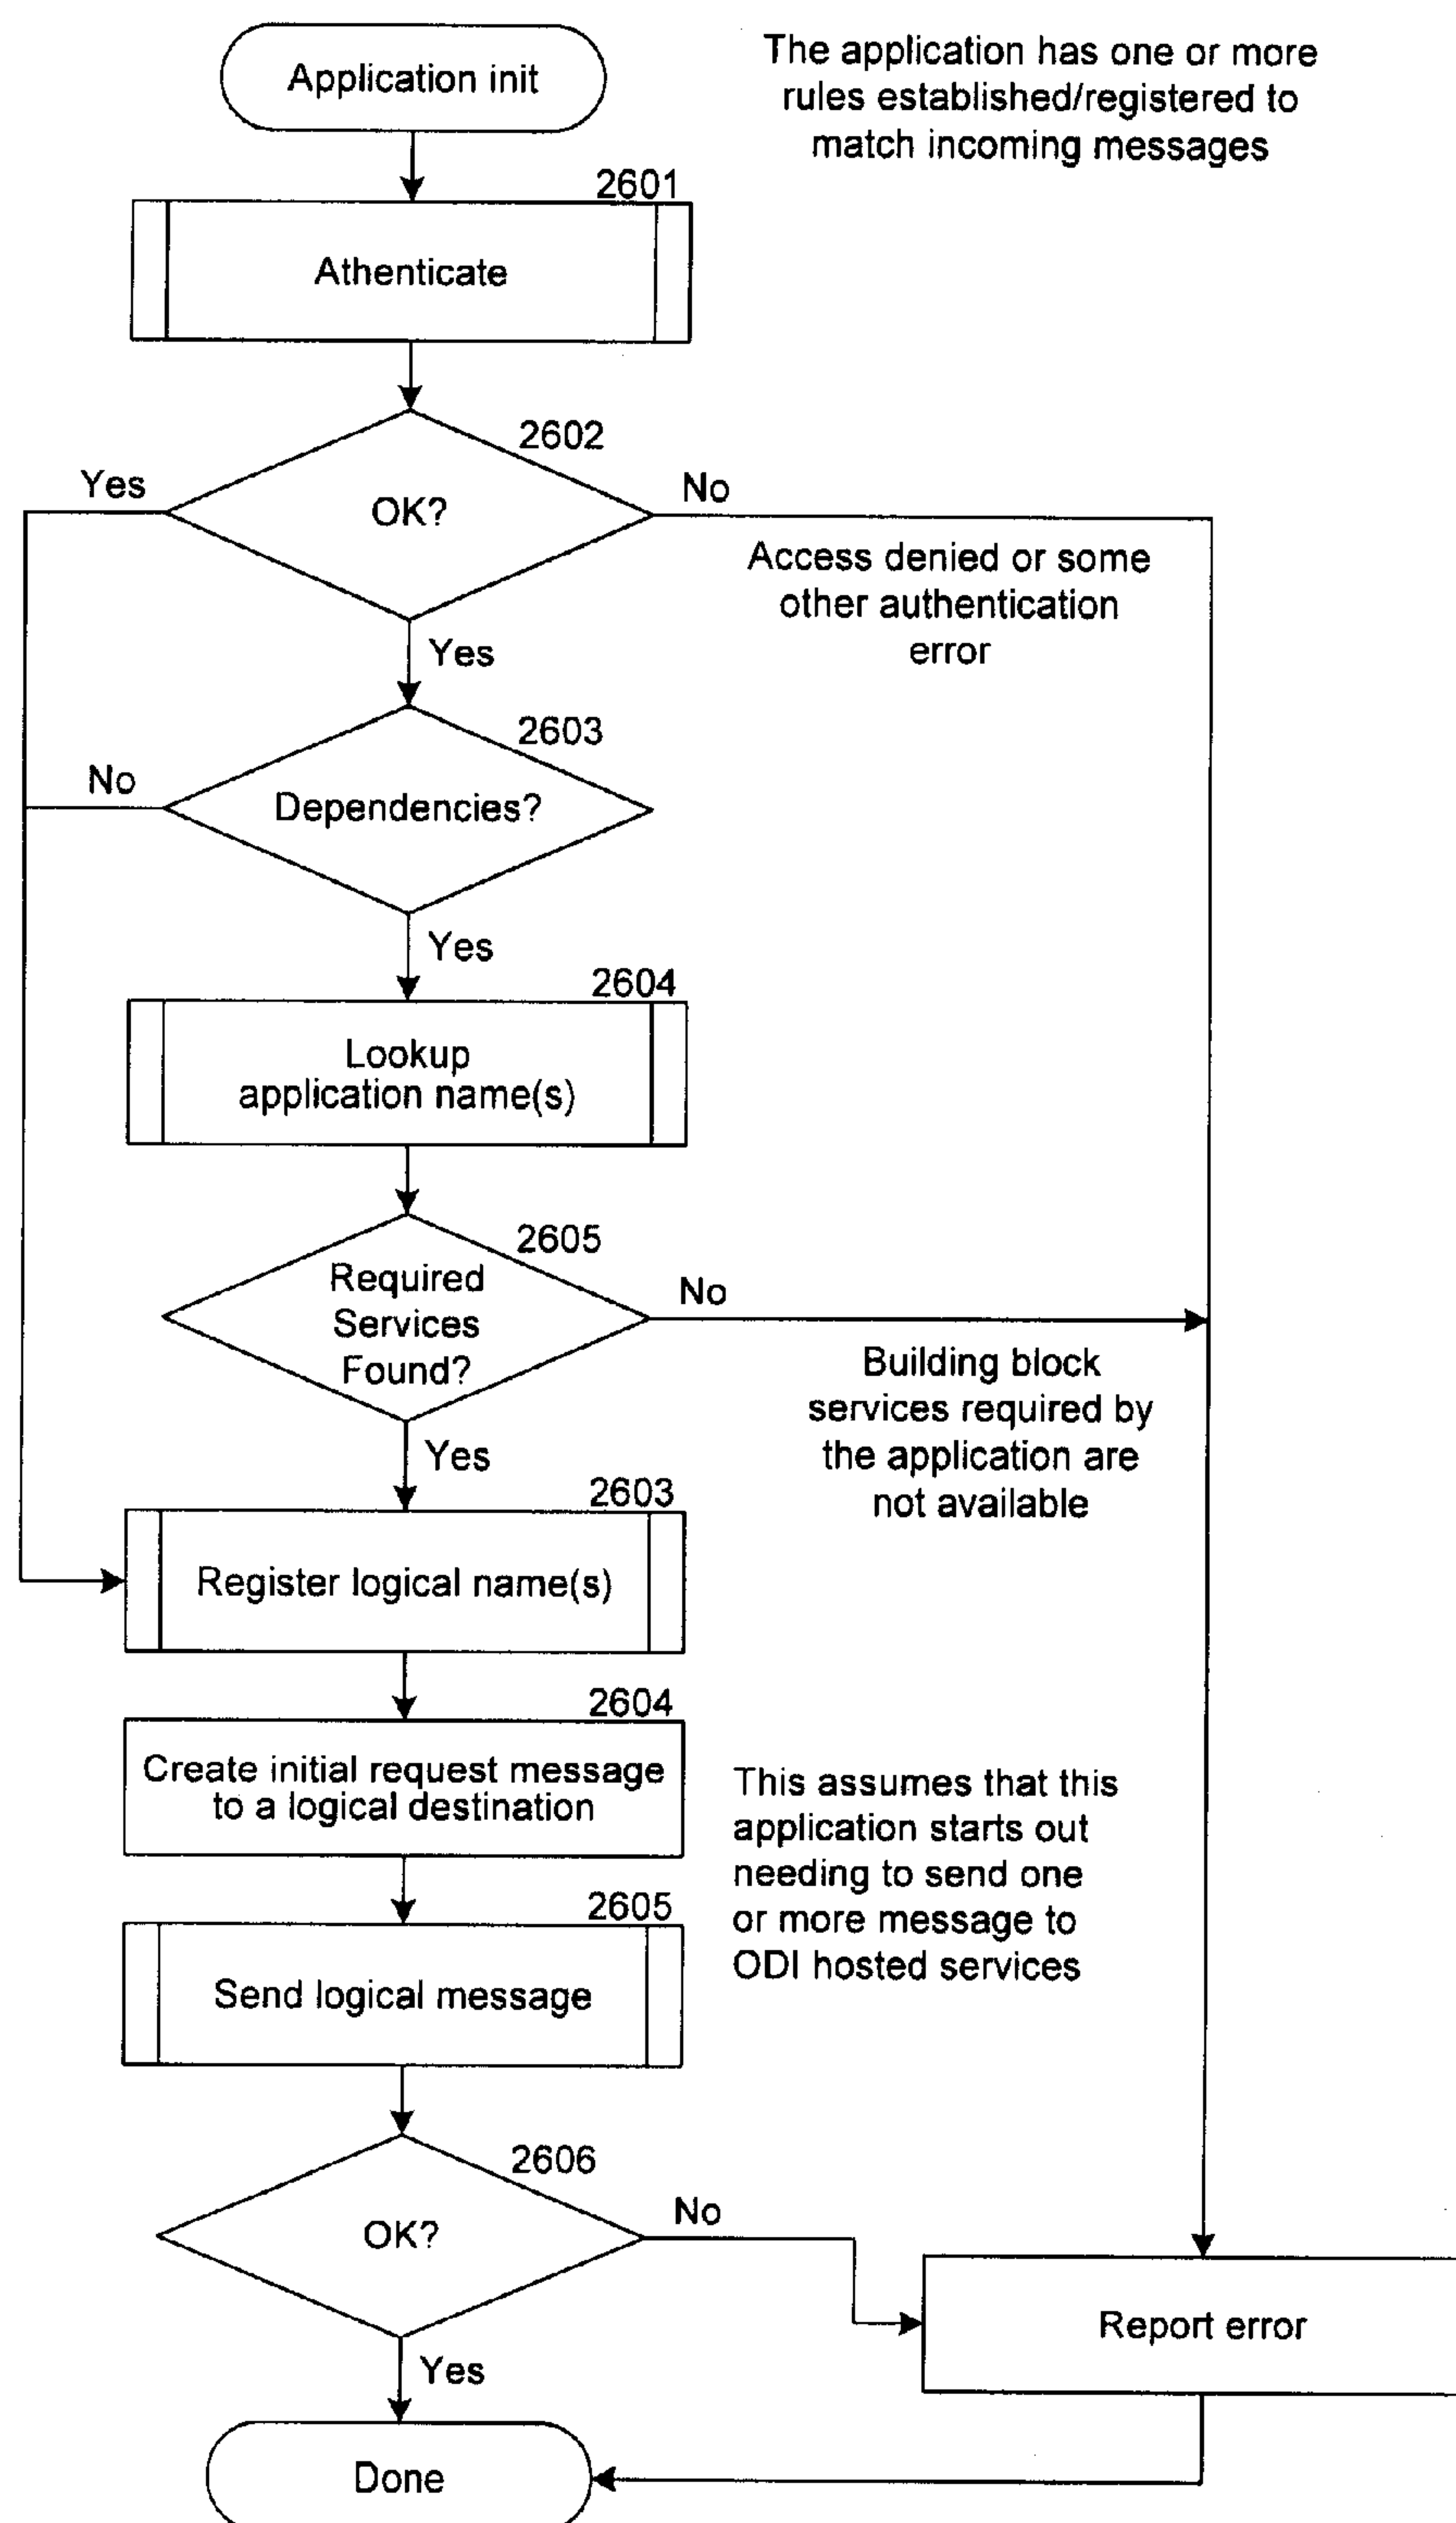 Application init
The application has one or more
rules established/registered to
match incoming messages
2601
Athenticate
2602
Yes
OK?
No
Access denied or some
other authentication
error
Yes
2603
No
Dependencies?
Yes
2604
Lookup
application name(s)
2605
Required
Services
Found?
No
Building block
services required by
the application are
not available
Yes
2603
Register logical name(s)
2604
Create initial request message
to a logical destination
This assumes that this
application starts out
needing to send one
or more message to
ODI hosted services
2605
Send logical message
2606
OK?
No
Report error
Yes
Done